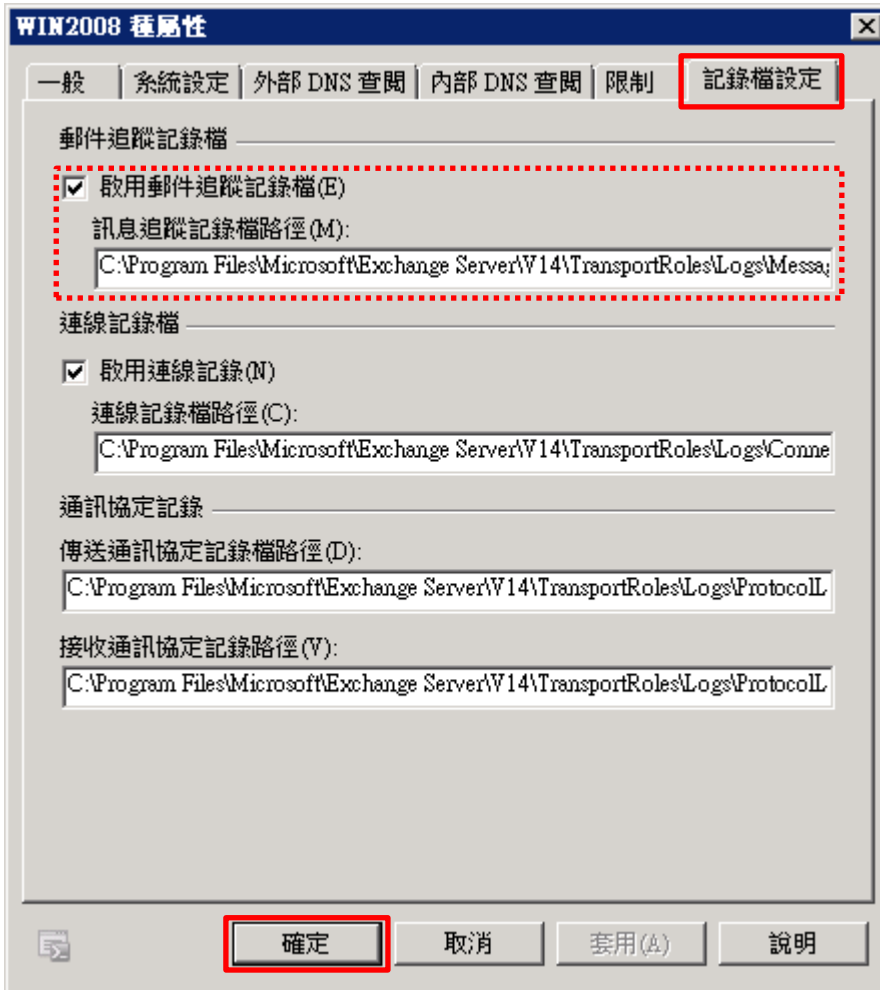 WIN2008 種屬性
一般 系統設定 外部 DNS 查閱 內部 DNS 查閱 限制 記錄檔設定
郵件追蹤記錄檔
啟用郵件追蹤記錄檔(E)
訊息追蹤記錄檔路徑(M):
C:\Program Files\Microsoft\Exchange Server\V14\TransportRoles\Logs\Messa
連線記錄檔
啟用連線記錄(N)
連線記錄檔路徑(C):
C:\Program Files\Microsoft\Exchange Server\V14\TransportRoles\Logs\Conne
通訊協定記錄
傳送通訊協定記錄檔路徑(D):
C:\Program Files\Microsoft\Exchange Server\V14\TransportRoles\Logs\ProtocolL
接收通訊協定記錄路徑(V):
C:\Program Files\Microsoft\Exchange Server\V14\TransportRoles\Logs\ProtocolL
確定 取消 套用(A) 說明